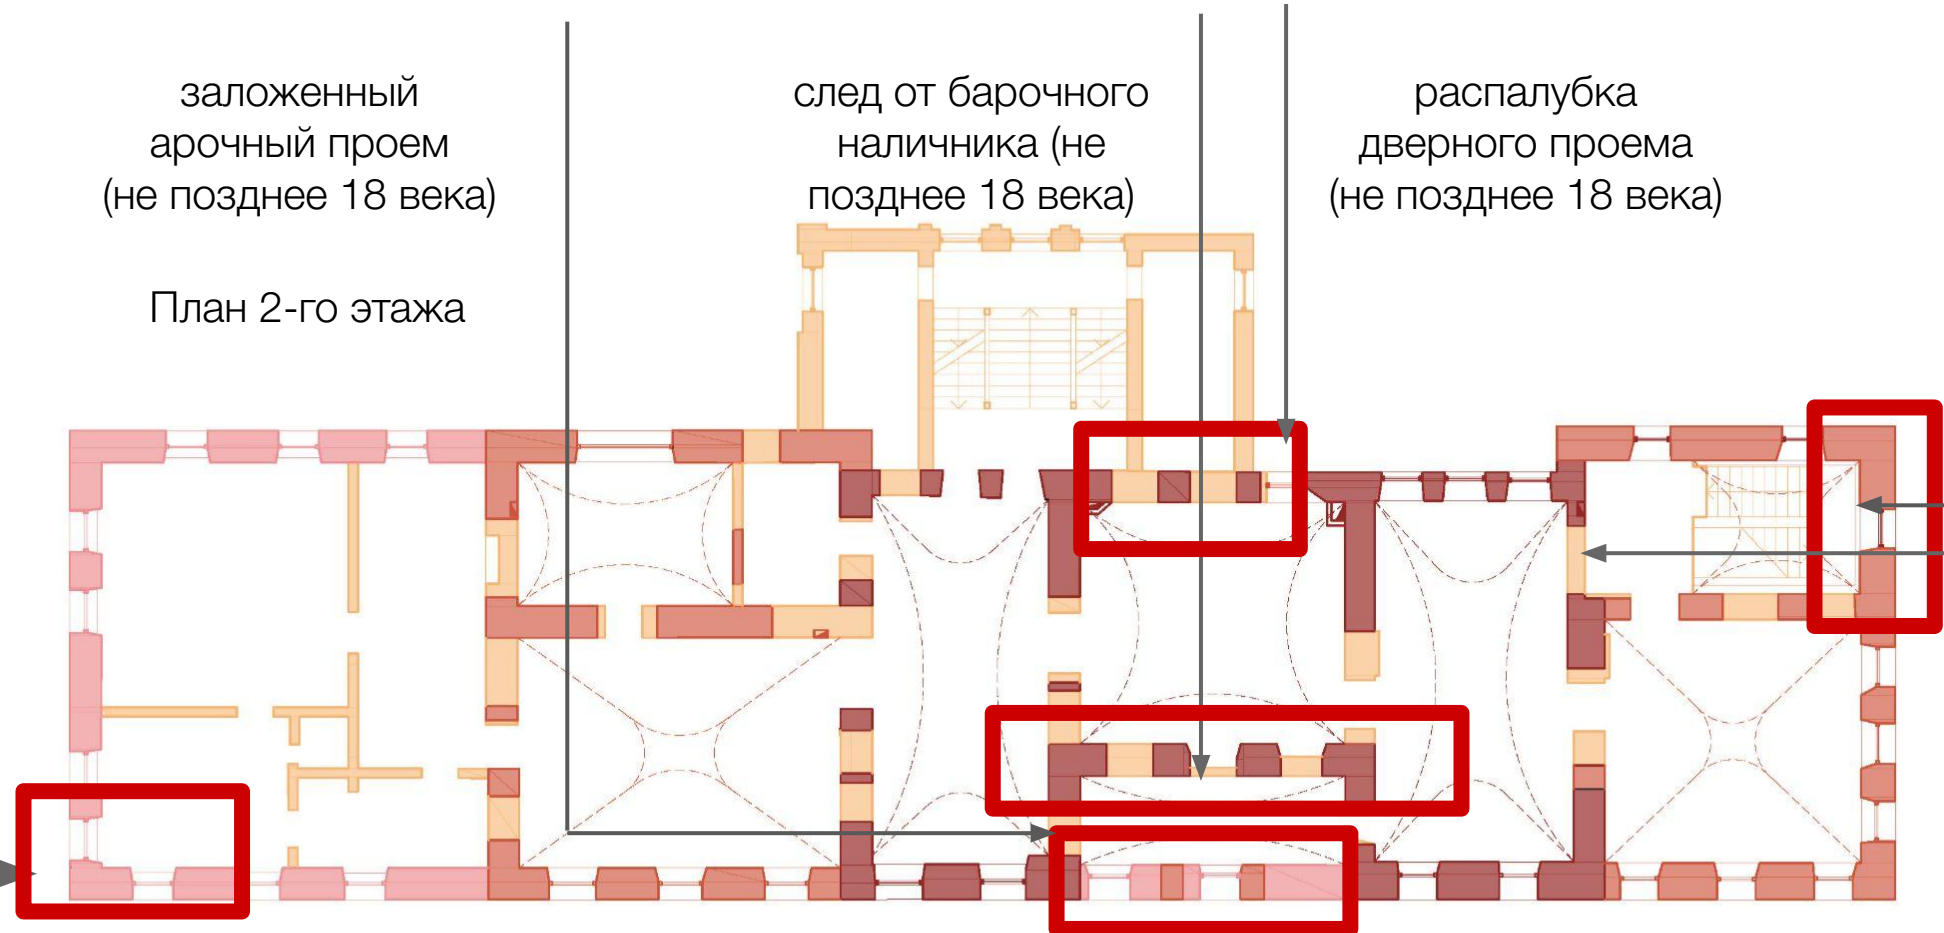 заложенный
арочный проем
(не позднее 18 века)
след от барочного
наличника (не
позднее 18 века)
распалубка
дверного проема
(не позднее 18 века)
План 2-го этажа